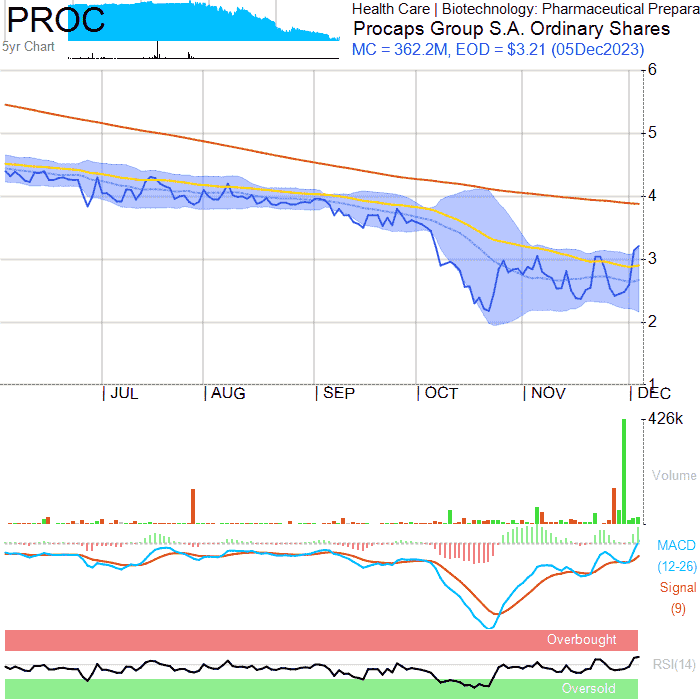 PROC
5yr Chart
Health Care | Biotechnology: Pharmaceutical Prepara
Procaps Group S.A. Ordinary Shares
MC = 362.2M, EOD = $3.21 (05Dec2023)
6
5
4
3
2
1
| JUL | AUG | SEP | OCT | NOV | DEC
426k
Volume
MACD
(12-26)
Signal
(9)
Overbought
RSI(14)
Oversold